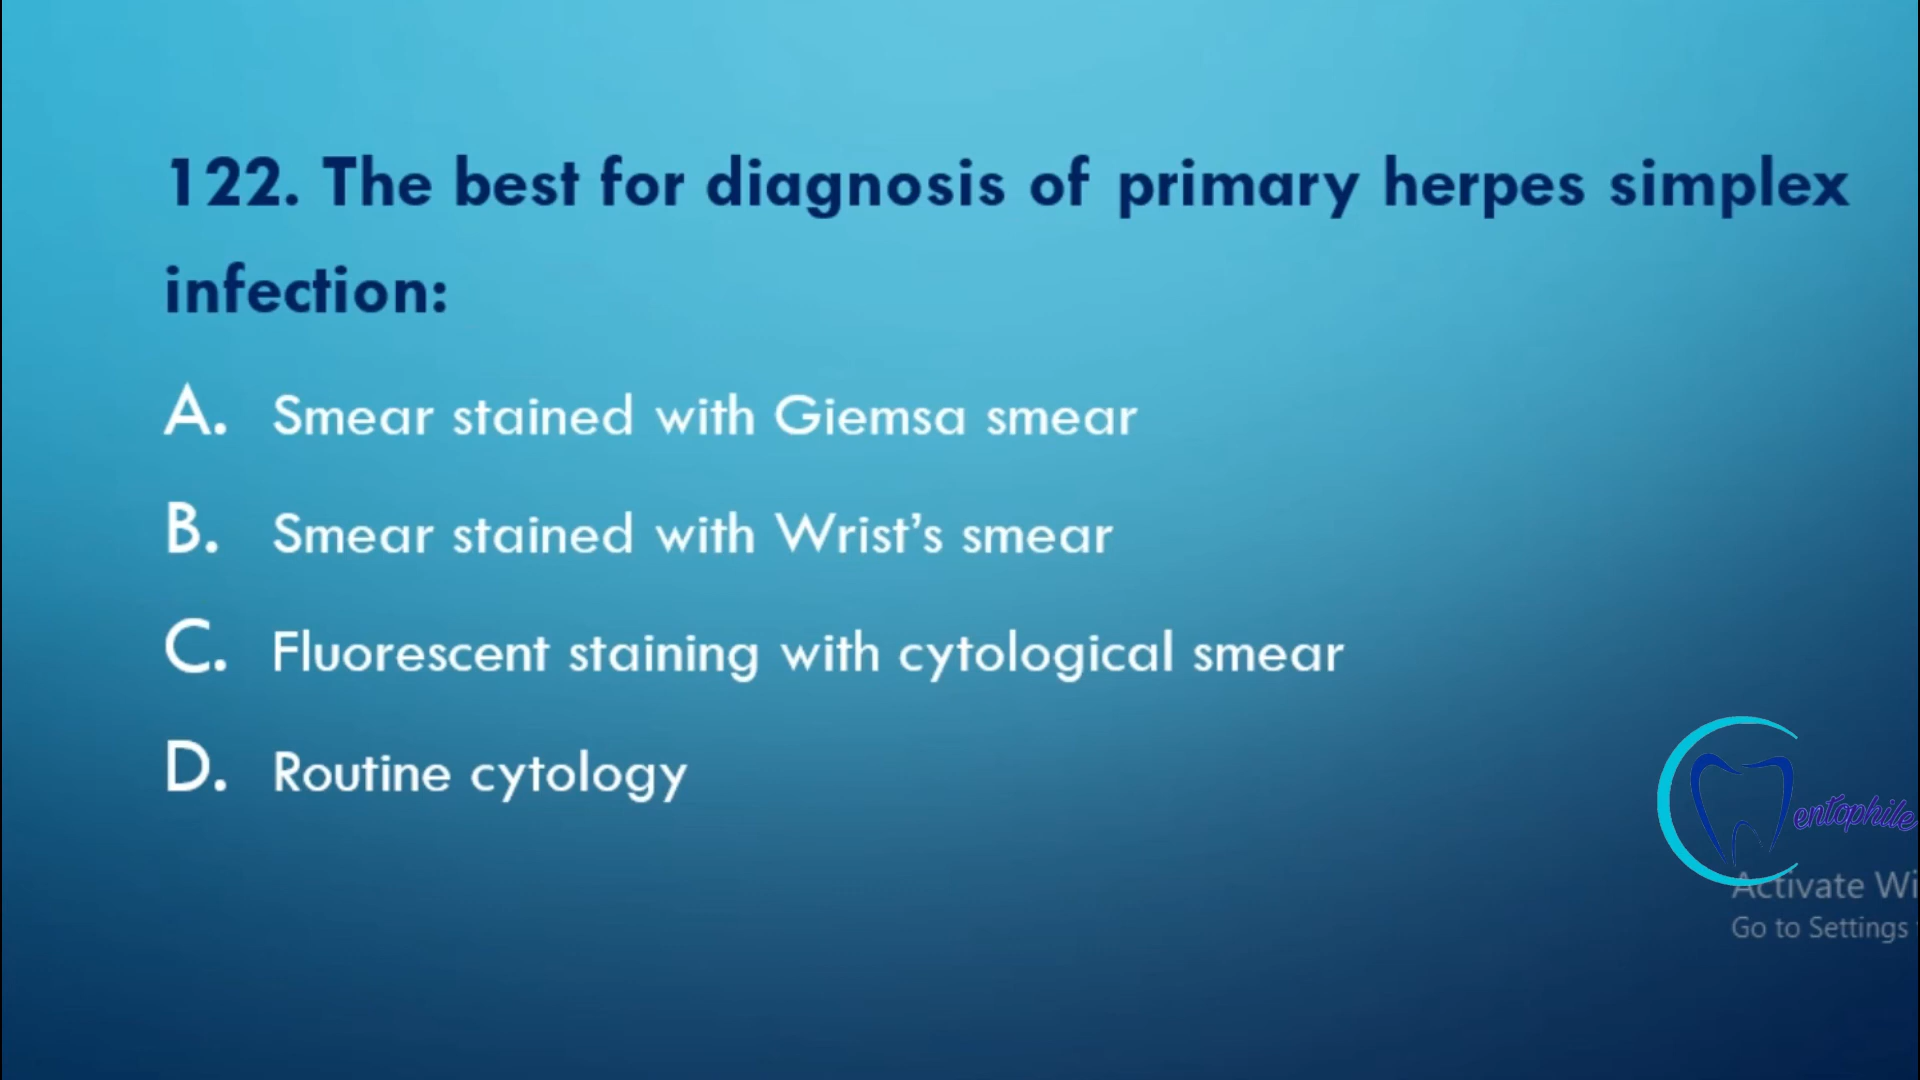 122. The best for diagnosis of primary herpes simplex
infection:
A. Smear stained with Giemsa smear
B. Smear stained with Wrist's smear
C. Fluorescent staining with cytological smear
D. Routine cytology
entophile
Activate Wi
Go to Settings